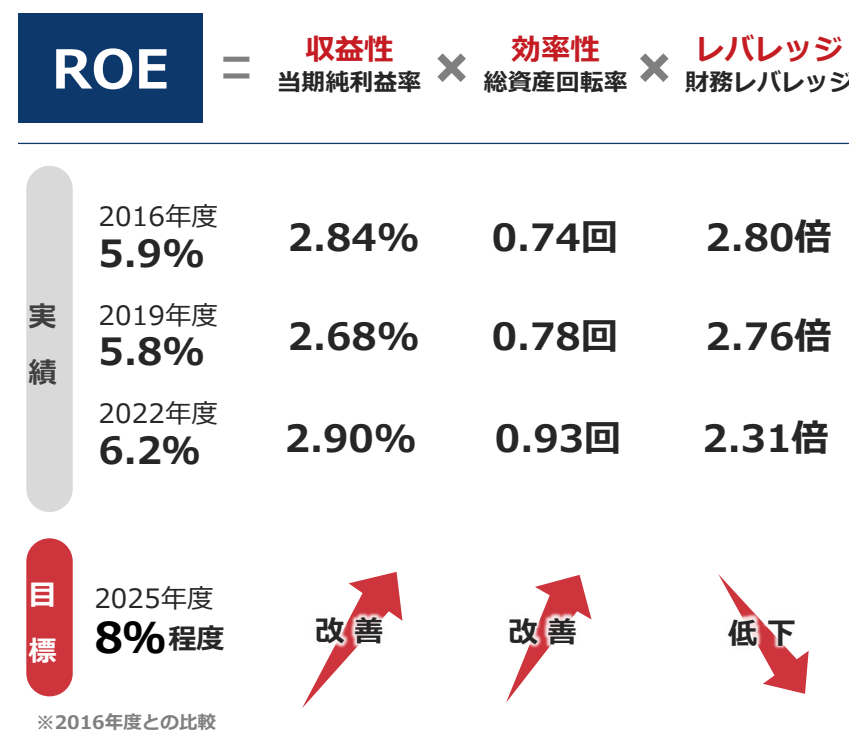 ROE = 収益性 × 効率性 × レバレッジ
当期純利益率 総資産回転率 財務レバレッジ
実績
2016年度
5.9% 2.84% 0.74回 2.80倍
2019年度
5.8% 2.68% 0.78回 2.76倍
2022年度
6.2% 2.90% 0.93回 2.31倍
目標
2025年度
8%程度 改善 改善 低下
※2016年度との比較